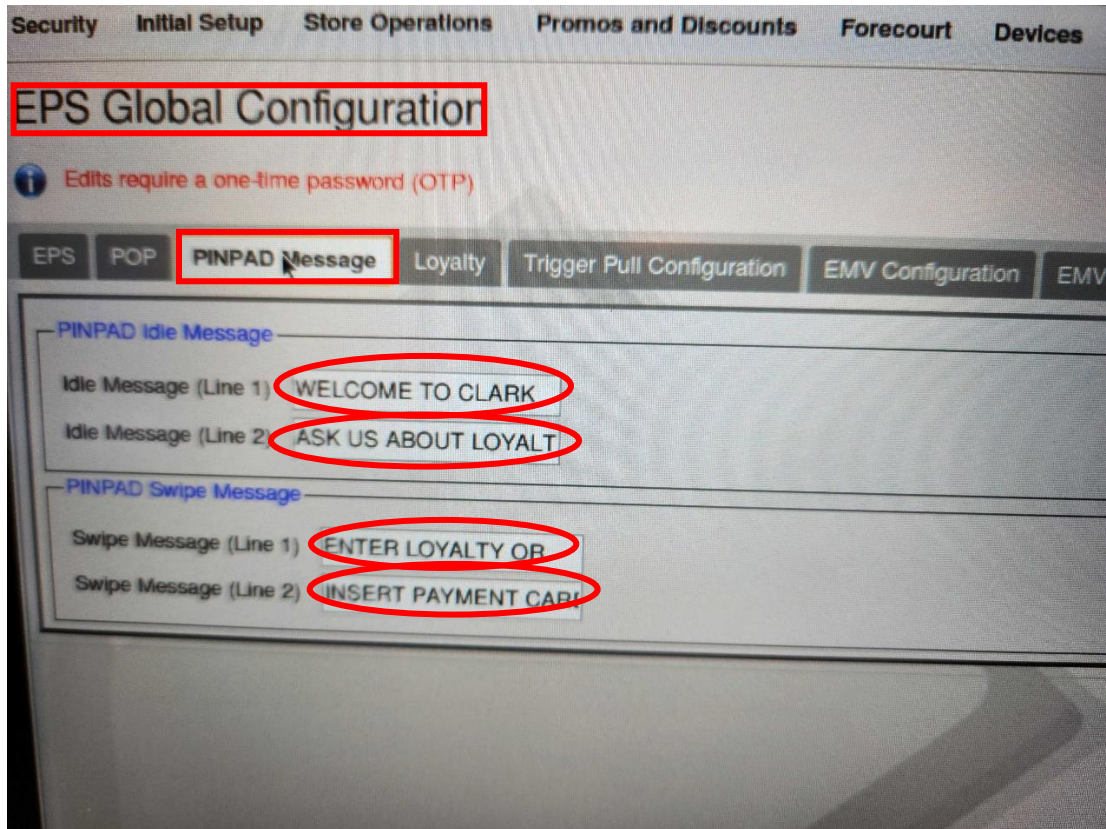 Security Initial Setup Store Operations Promos and Discounts Forecourt Devices
EPS Global Configuration
Edits require a one-time password (OTP)
EPS POP PINPAD Message Loyalty Trigger Pull Configuration EMV Configuration EMV
PINPAD Idle Message
Idle Message (Line 1) WELCOME TO CLARK
Idle Message (Line 2) ASK US ABOUT LOYALT
PINPAD Swipe Message
Swipe Message (Line 1) ENTER LOYALTY OR
Swipe Message (Line 2) INSERT PAYMENT CARD